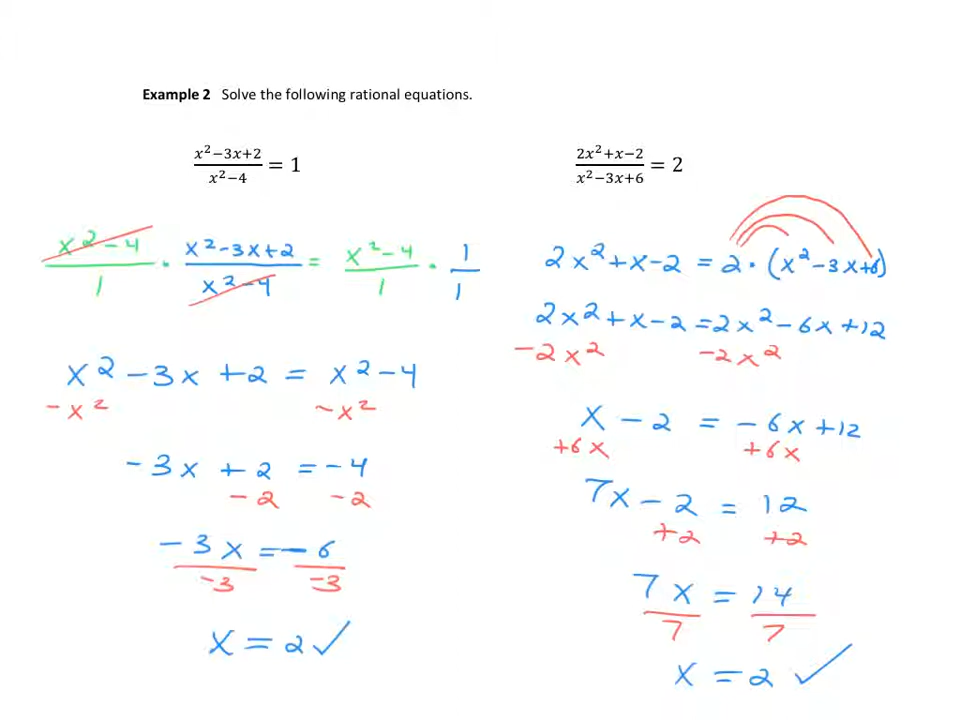 Example 2 Solve the following rational equations.
x²−3x+2 / x²−4 = 1
x²−4 / 1 · x²−3x+2 / x²−4 = x²−4 / 1 · 1 / 1
x² − 3x + 2 = x² − 4
−x² −x²
−3x + 2 = −4
−2 −2
−3x = −6
−3 −3
x = 2 ✓
2x²+x−2 / x²−3x+6 = 2
2x² + x − 2 = 2 · (x² − 3x + 6)
2x² + x − 2 = 2x² − 6x + 12
−2x² −2x²
x − 2 = −6x + 12
+6x +6x
7x − 2 = 12
+2 +2
7x = 14
7 7
x = 2 ✓